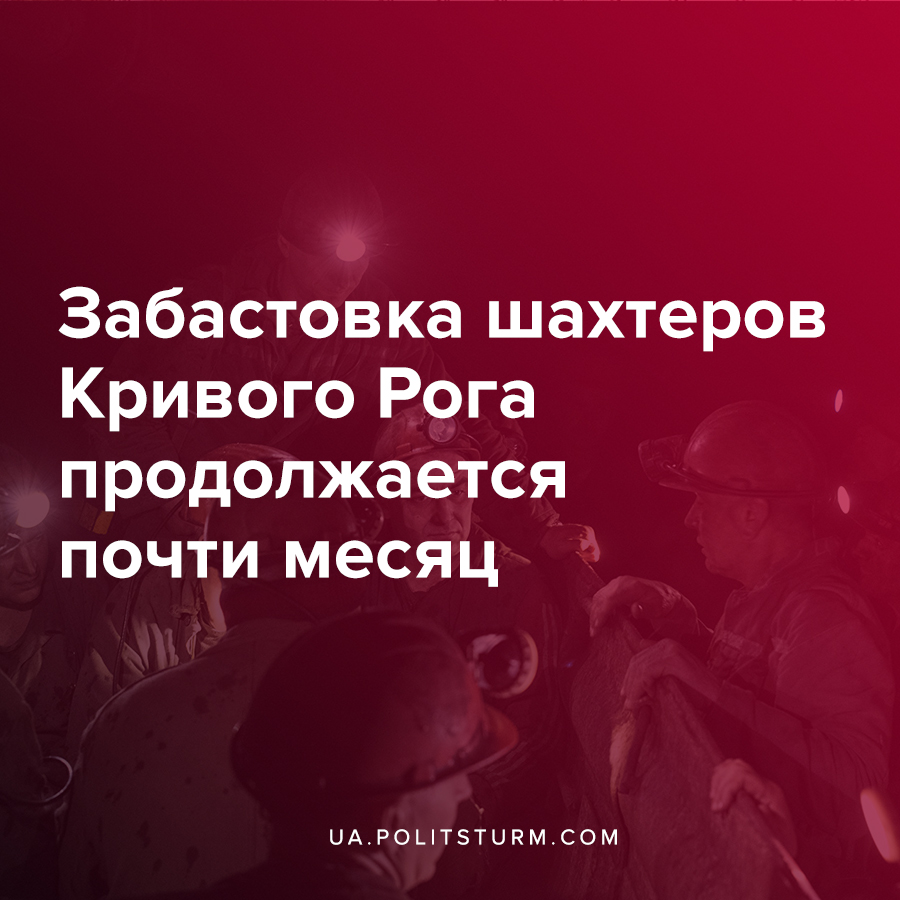 Забастовка шахтеров
Кривого Рога
продолжается
почти месяц
UA.POLITSTURM.COM